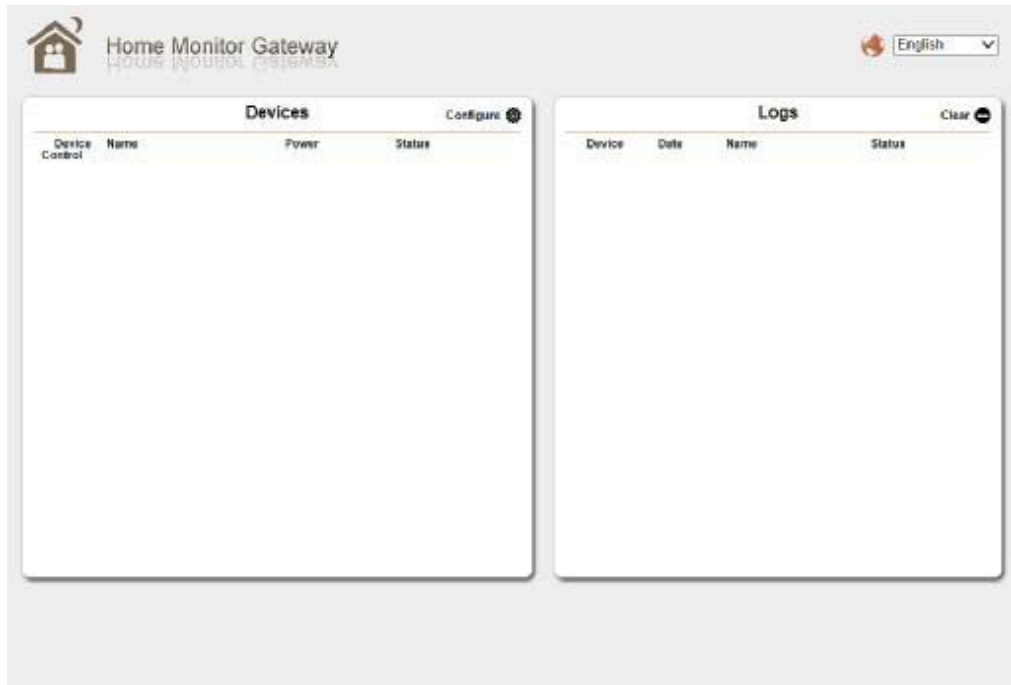 Home Monitor Gateway
English
Devices
Configure
Device Control
Name
Power
Status
Logs
Clear
Device
Date
Name
Status